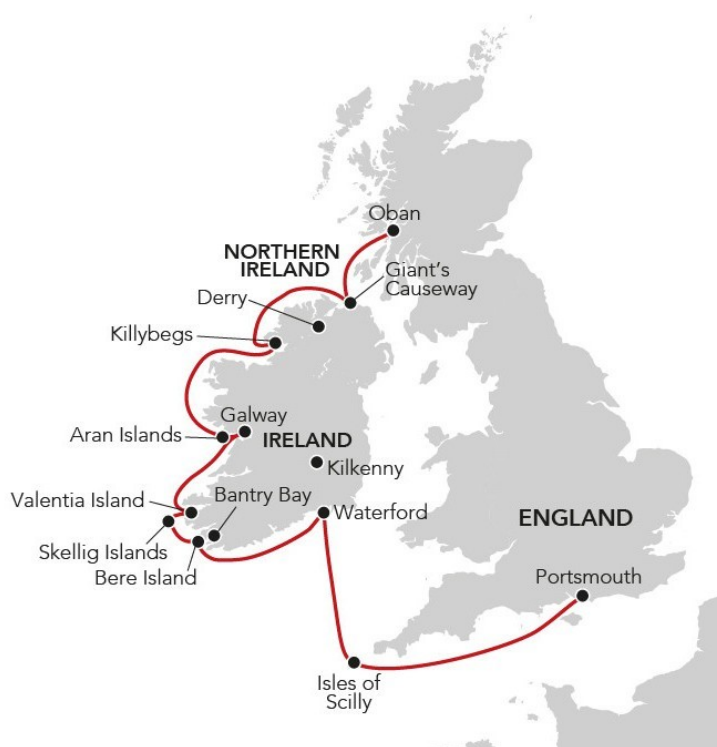 Oban
NORTHERN
IRELAND
Giant's
Causeway
Derry
Killybegs
Galway
Aran Islands
IRELAND
Kilkenny
Valentia Island
Bantry Bay
Waterford
ENGLAND
Skellig Islands
Bere Island
Portsmouth
Isles of
Scilly